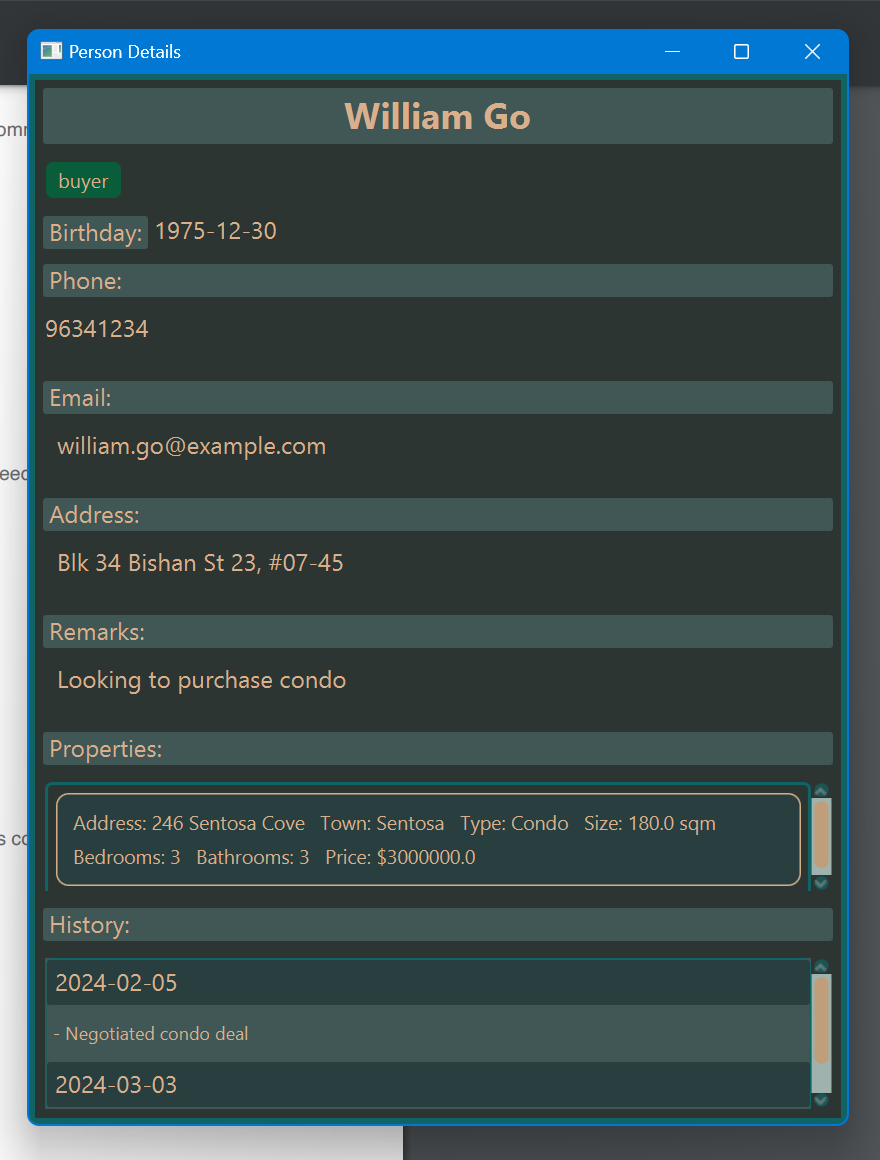 Person Details
William Go
buyer
Birthday: 1975-12-30
Phone:
96341234
Email:
william.go@example.com
Address:
Blk 34 Bishan St 23, #07-45
Remarks:
Looking to purchase condo
Properties:
Address: 246 Sentosa Cove Town: Sentosa Type: Condo Size: 180.0 sqm
Bedrooms: 3 Bathrooms: 3 Price: $3000000.0
History:
2024-02-05
- Negotiated condo deal
2024-03-03